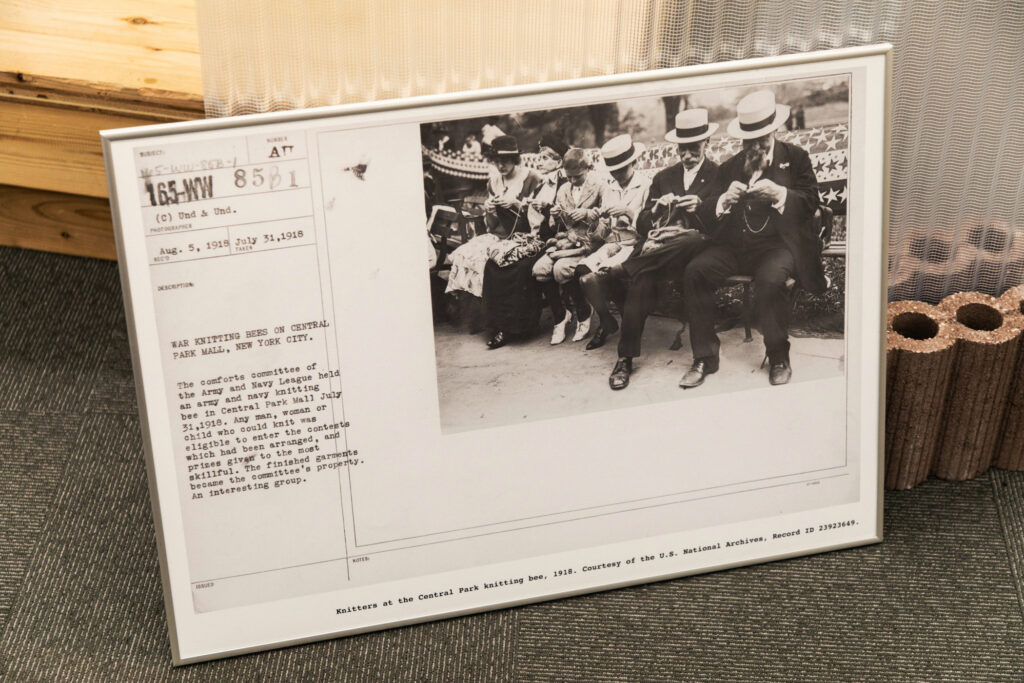 SUBJECT:
NUMBER
165-WW-85B-1
165-WW
85B1
(C) Und & Und.
PHOTOGRAPHER
Aug. 5, 1918 July 31,1918
REC'D TAKEN
DESCRIPTION:
WAR KNITTING BEES ON CENTRAL
PARK MALL, NEW YORK CITY.
The comforts committee of
the Army and Navy League held
an army and navy knitting
bee in Central Park Mall July
31,1918. Any man, woman or
child who could knit was
eligible to enter the contests
which had been arranged, and
prizes given to the most
skillful. The finished garments
became the committee's property.
An interesting group.
ISSUED
NOTES:
Knitters at the Central Park knitting bee, 1918. Courtesy of the U.S. National Archives, Record ID 23923649.